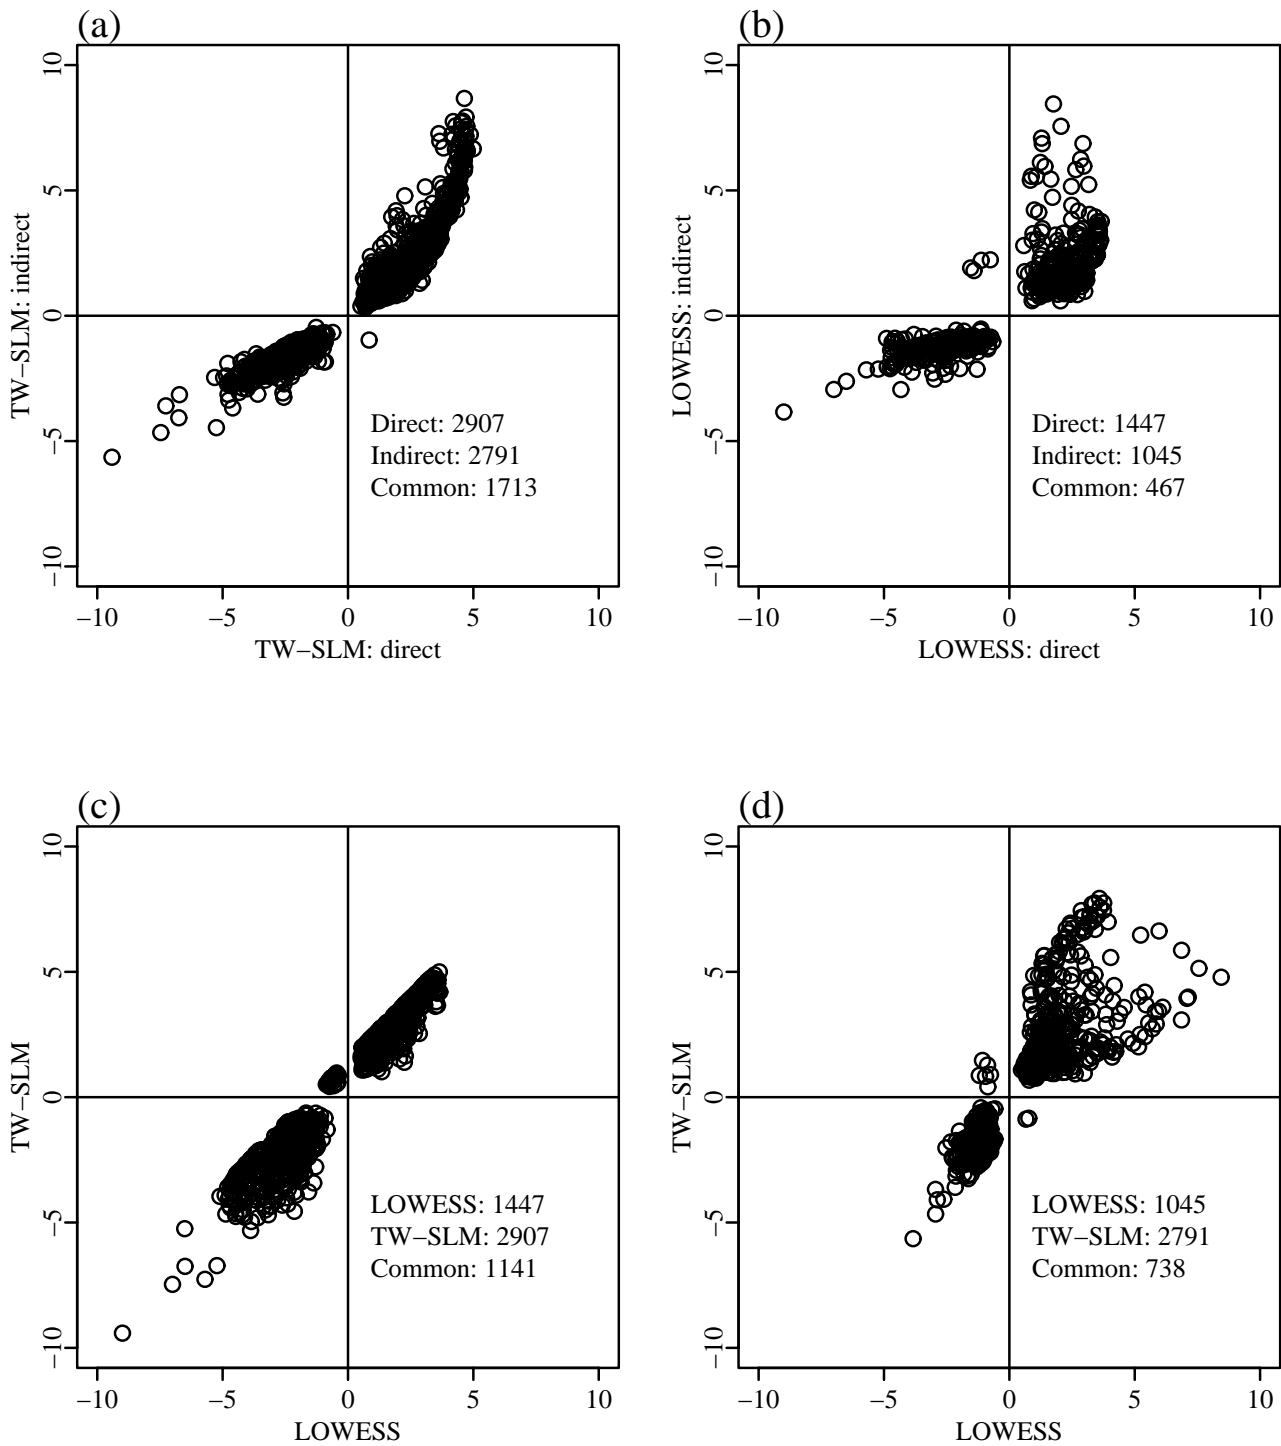 (a)
10
5
0
−5
−10
TW−SLM: indirect
Direct: 2907
Indirect: 2791
Common: 1713
−10 −5 0 5 10
TW−SLM: direct
(b)
10
5
0
−5
−10
LOWESS: indirect
Direct: 1447
Indirect: 1045
Common: 467
−10 −5 0 5 10
LOWESS: direct
(c)
10
5
0
−5
−10
TW−SLM
LOWESS: 1447
TW−SLM: 2907
Common: 1141
−10 −5 0 5 10
LOWESS
(d)
10
5
0
−5
−10
TW−SLM
LOWESS: 1045
TW−SLM: 2791
Common: 738
−10 −5 0 5 10
LOWESS